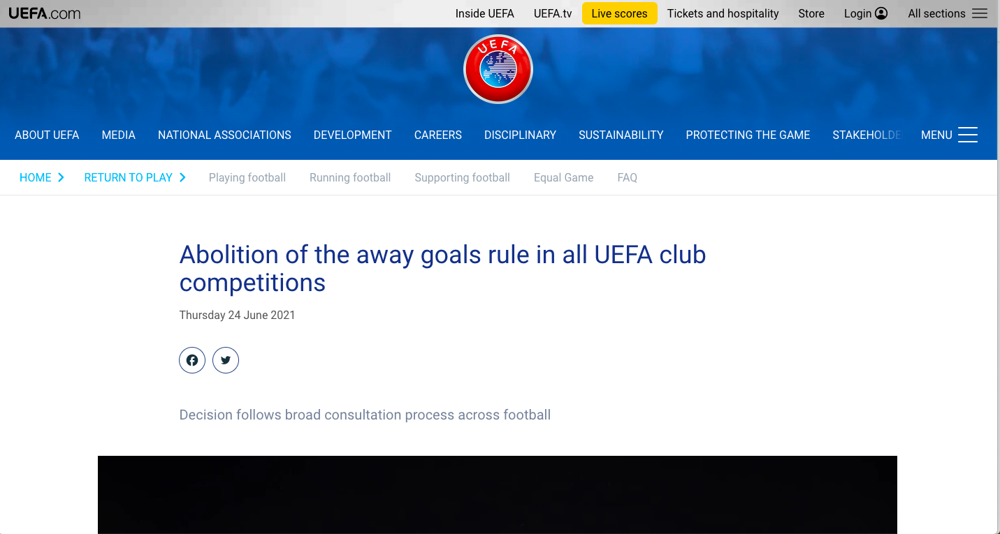 UEFA.com Inside UEFA UEFA.tv Live scores Tickets and hospitality Store Login All sections
UEFA
ABOUT UEFA MEDIA NATIONAL ASSOCIATIONS DEVELOPMENT CAREERS DISCIPLINARY SUSTAINABILITY PROTECTING THE GAME STAKEHOLDE MENU
HOME RETURN TO PLAY Playing football Running football Supporting football Equal Game FAQ
Abolition of the away goals rule in all UEFA club
competitions
Thursday 24 June 2021
Decision follows broad consultation process across football